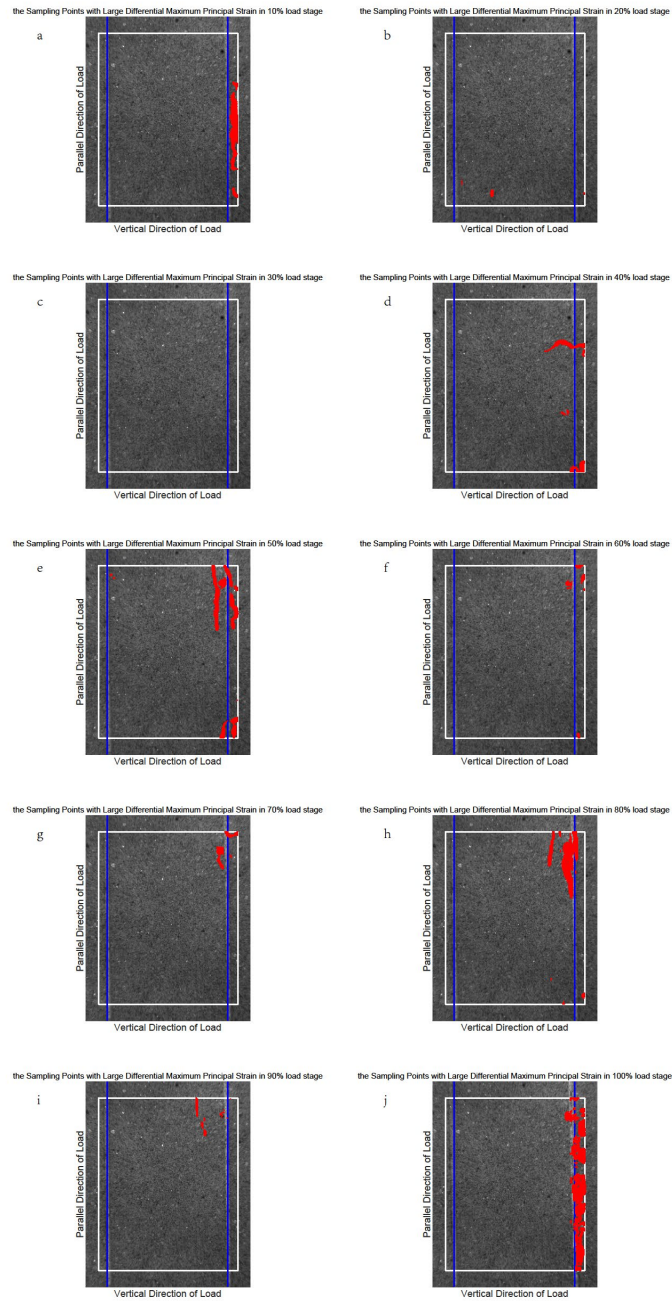 the Sampling Points with Large Differential Maximum Principal Strain in 10% load stage
a
Parallel Direction of Load
Vertical Direction of Load
the Sampling Points with Large Differential Maximum Principal Strain in 20% load stage
b
Parallel Direction of Load
Vertical Direction of Load
the Sampling Points with Large Differential Maximum Principal Strain in 30% load stage
c
Parallel Direction of Load
Vertical Direction of Load
the Sampling Points with Large Differential Maximum Principal Strain in 40% load stage
d
Parallel Direction of Load
Vertical Direction of Load
the Sampling Points with Large Differential Maximum Principal Strain in 50% load stage
e
Parallel Direction of Load
Vertical Direction of Load
the Sampling Points with Large Differential Maximum Principal Strain in 60% load stage
f
Parallel Direction of Load
Vertical Direction of Load
the Sampling Points with Large Differential Maximum Principal Strain in 70% load stage
g
Parallel Direction of Load
Vertical Direction of Load
the Sampling Points with Large Differential Maximum Principal Strain in 80% load stage
h
Parallel Direction of Load
Vertical Direction of Load
the Sampling Points with Large Differential Maximum Principal Strain in 90% load stage
i
Parallel Direction of Load
Vertical Direction of Load
the Sampling Points with Large Differential Maximum Principal Strain in 100% load stage
j
Parallel Direction of Load
Vertical Direction of Load